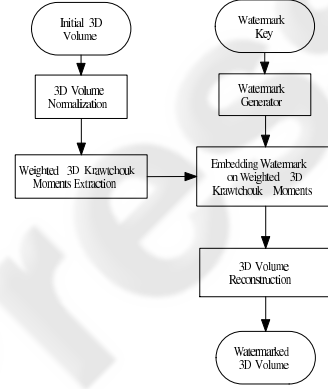 Initial 3D
Volume
Watermark
Key
3D Volume
Normalization
Watermark
Generator
Weighted 3D Krawtchouk
Moments Extraction
Embedding Watermark
on Weighted 3D
Krawtchouk Moments
3D Volume
Reconstruction
Watermarked
3D Volume